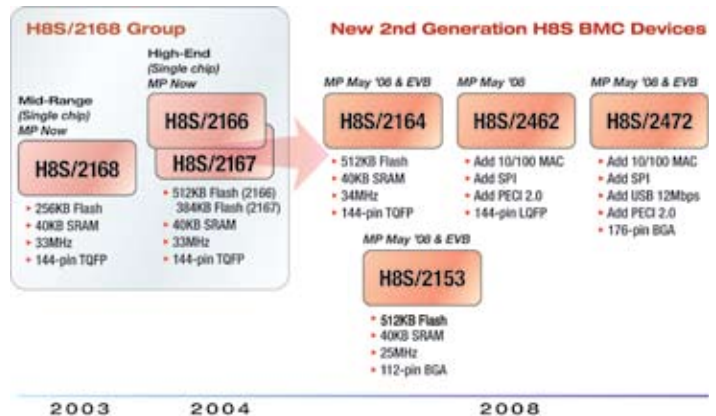 H8S/2168 Group
New 2nd Generation H8S BMC Devices
Mid-Range
(Single chip)
MP Now
H8S/2168
• 256KB Flash
• 40KB SRAM
• 33MHz
• 144-pin TQFP
High-End
(Single chip)
MP Now
H8S/2166
H8S/2167
• 512KB Flash (2166)
384KB Flash (2167)
• 40KB SRAM
• 33MHz
• 144-pin TQFP
MP May '08 & EVB
H8S/2164
• 512KB Flash
• 40KB SRAM
• 34MHz
• 144-pin TQFP
MP May '08
H8S/2462
• Add 10/100 MAC
• Add SPI
• Add PECI 2.0
• 144-pin LQFP
MP May '08 & EVB
H8S/2472
• Add 10/100 MAC
• Add SPI
• Add USB 12Mbps
• Add PECI 2.0
• 176-pin BGA
MP May '08 & EVB
H8S/2153
• 512KB Flash
• 40KB SRAM
• 25MHz
• 112-pin BGA
2003
2004
2008